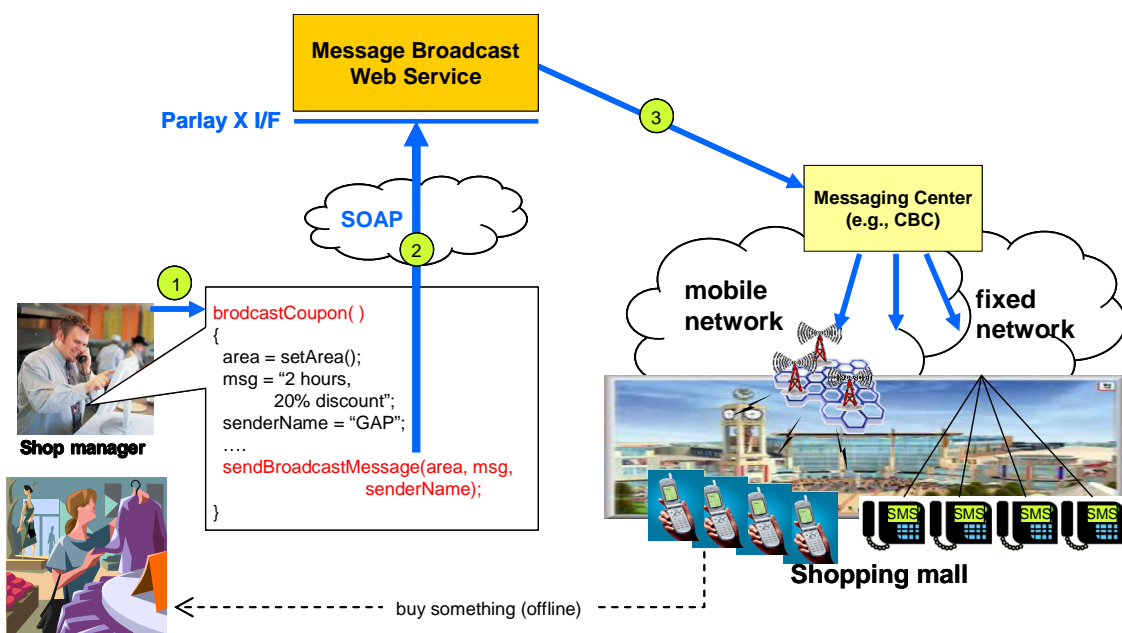 Message Broadcast
Web Service
Parlay X I/F
3
Messaging Center
(e.g., CBC)
SOAP
2
1
mobile
network
fixed
network
brodcastCoupon( )
{
area = setArea();
msg = “2 hours,
20% discount”;
senderName = “GAP”;
….
sendBroadcastMessage(area, msg,
senderName);
}
Shop manager
SMS
SMS
SMS
SMS
Shopping mall
buy something (offline)